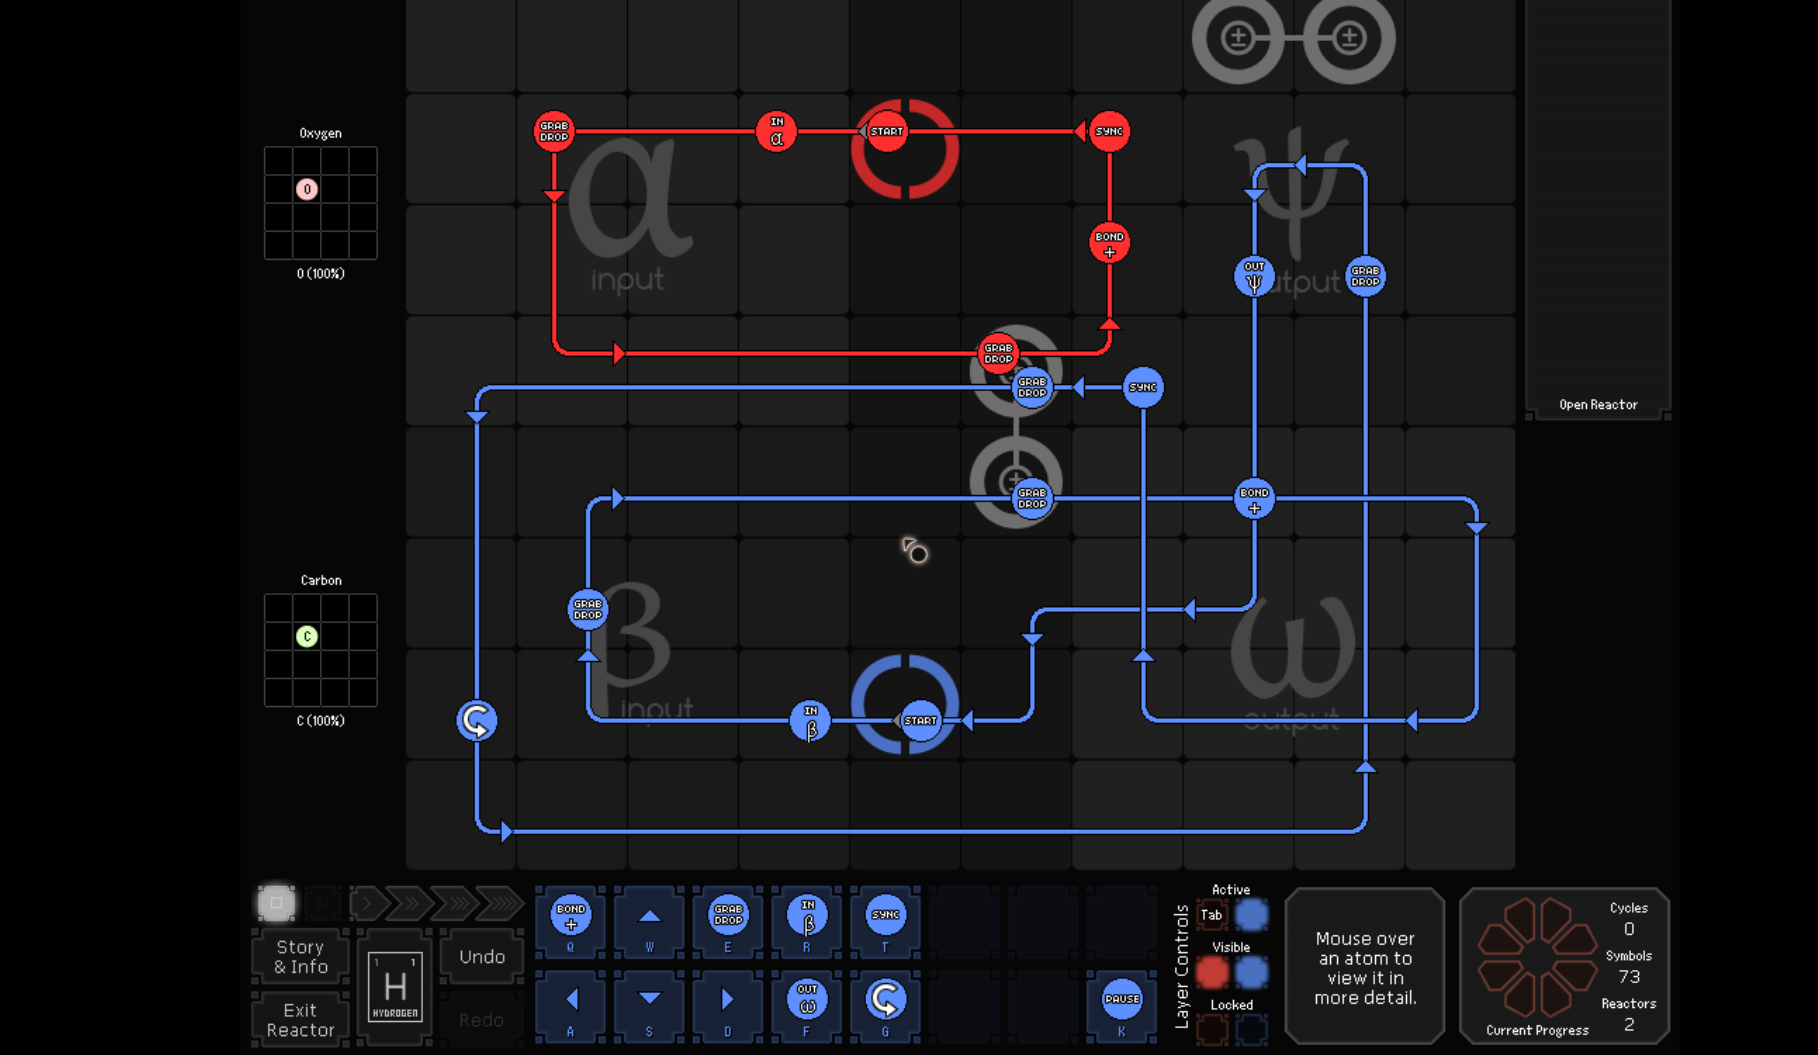 Oxygen
O
O (100%)
α
input
GRAB
DROP
IN
α
START
SYNC
BOND
+
GRAB
DROP
ψ
output
OUT
ψ
GRAB
DROP
GRAB
DROP
SYNC
Open Reactor
GRAB
DROP
BOND
+
Carbon
C
C (100%)
GRAB
DROP
β
input
IN
β
START
ω
output
BOND
+
Q
W
GRAB
DROP
E
IN
β
R
SYNC
T
A
S
D
OUT
ω
F
G
PAUSE
K
Story
& Info
Exit
Reactor
1 1
H
HYDROGEN
Undo
Redo
Layer Controls
Active
Tab
Visible
Locked
Mouse over
an atom to
view it in
more detail.
Cycles
0
Symbols
73
Reactors
2
Current Progress